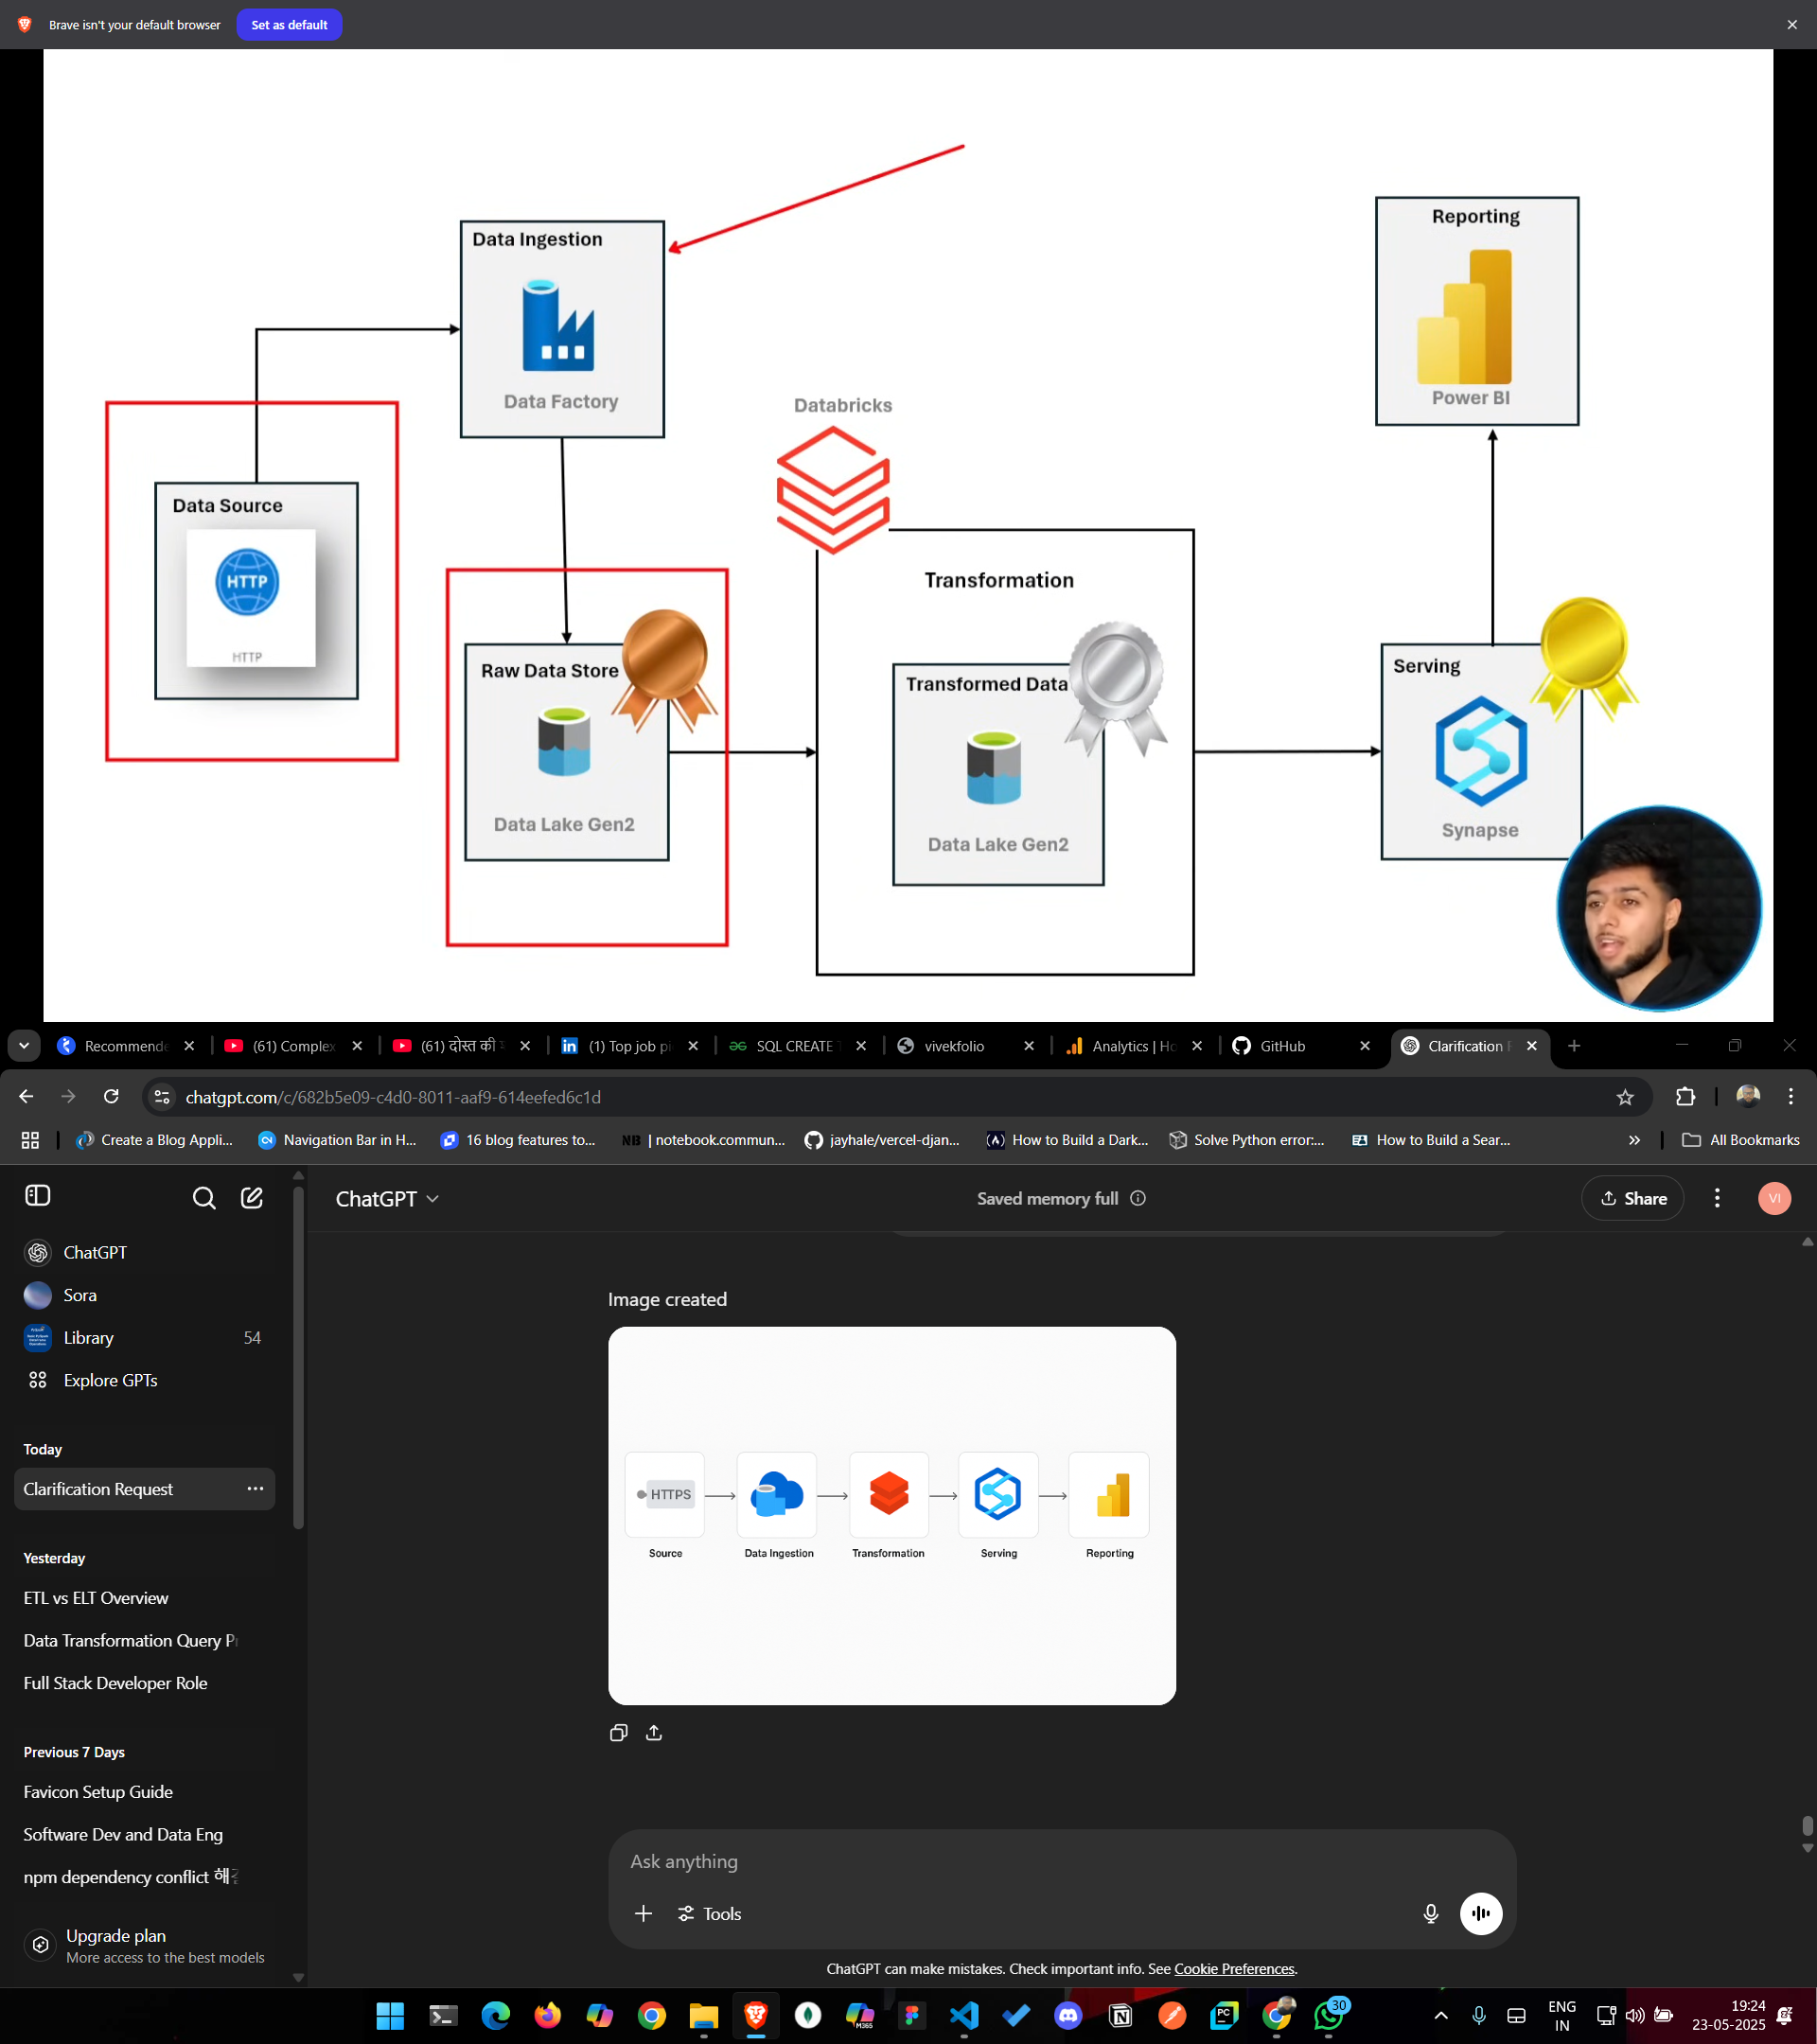 Brave isn't your default browser
Set as default
Reporting
Data Ingestion
Power BI
Data Factory
Databricks
Data Source
HTTP
HTTP
Transformation
Raw Data Store
Transformed Data
Serving
Data Lake Gen2
Data Lake Gen2
Synapse
Recommende
(61) Complex
(61) दोस्त की
(1) Top job pi
SQL CREATE T
vivekfolio
Analytics | Ho
GitHub
Clarification R
chatgpt.com/c/682b5e09-c4d0-8011-aaf9-614eefed6c1d
Create a Blog Appli...
Navigation Bar in H...
16 blog features to...
NB | notebook.commun...
jayhale/vercel-djan...
How to Build a Dark...
Solve Python error:...
How to Build a Sear...
All Bookmarks
ChatGPT
Saved memory full
Share
VI
ChatGPT
Sora
Library
54
Explore GPTs
Today
Clarification Request
Yesterday
ETL vs ELT Overview
Data Transformation Query P
Full Stack Developer Role
Previous 7 Days
Favicon Setup Guide
Software Dev and Data Eng
npm dependency conflict 해
Upgrade plan
More access to the best models
Image created
HTTPS
Source
Data Ingestion
Transformation
Serving
Reporting
Ask anything
Tools
ChatGPT can make mistakes. Check important info. See Cookie Preferences.
M365
PC
30
ENG
IN
19:24
23-05-2025